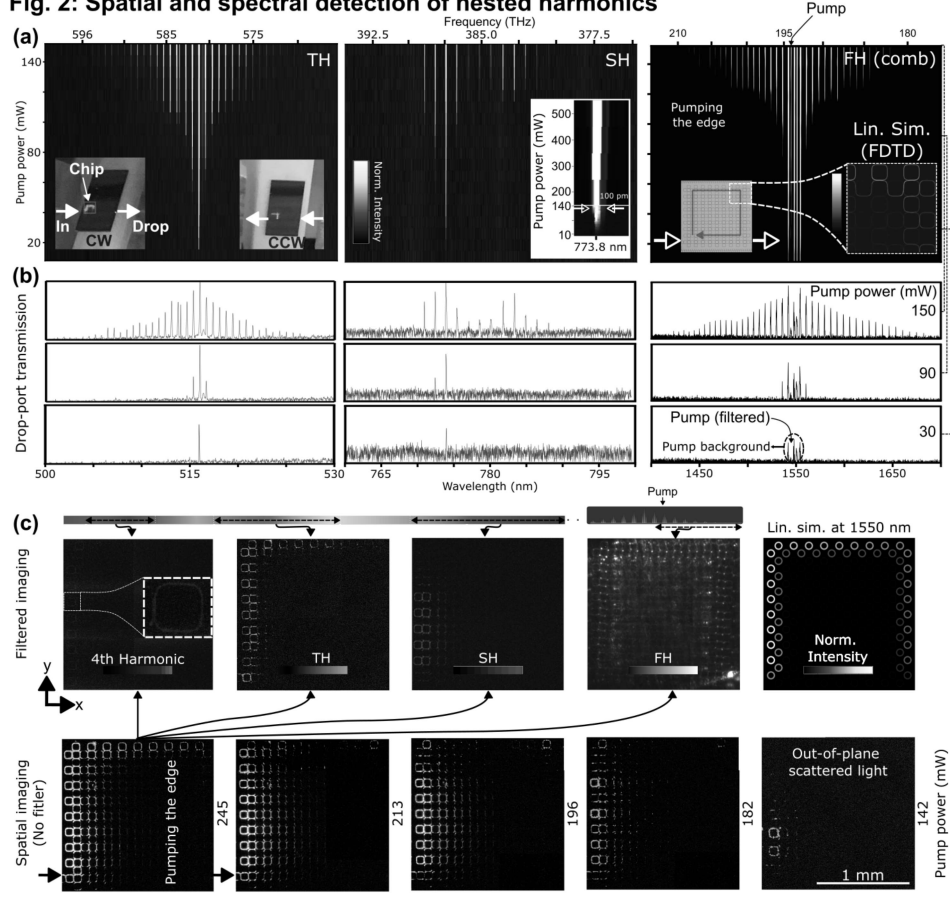 Fig. 2: Spatial and spectral detection of nested harmonics
Pump
Frequency (THz)
(a)
596 585 575
392.5 385.0 377.5
210 195 180
TH
SH
FH (comb)
Pump power (mW)
140
80
20
Chip
In
Drop
CW
CCW
Norm. Intensity
Pump power (mW)
500
200
140
10
100 pm
773.8 nm
Pumping
the edge
Lin. Sim.
(FDTD)
(b)
Drop-port transmission
Pump power (mW)
150
90
30
Pump (filtered)
Pump background
500 515 530
765 780 795
1450 1550 1650
Wavelength (nm)
(c)
Pump
Filtered imaging
4th Harmonic
TH
SH
FH
Lin. sim. at 1550 nm
Norm.
Intensity
y
x
Spatial imaging
(No fitler)
Pumping the edge
245
213
196
182
142
Out-of-plane
scattered light
1 mm
Pump power (mW)